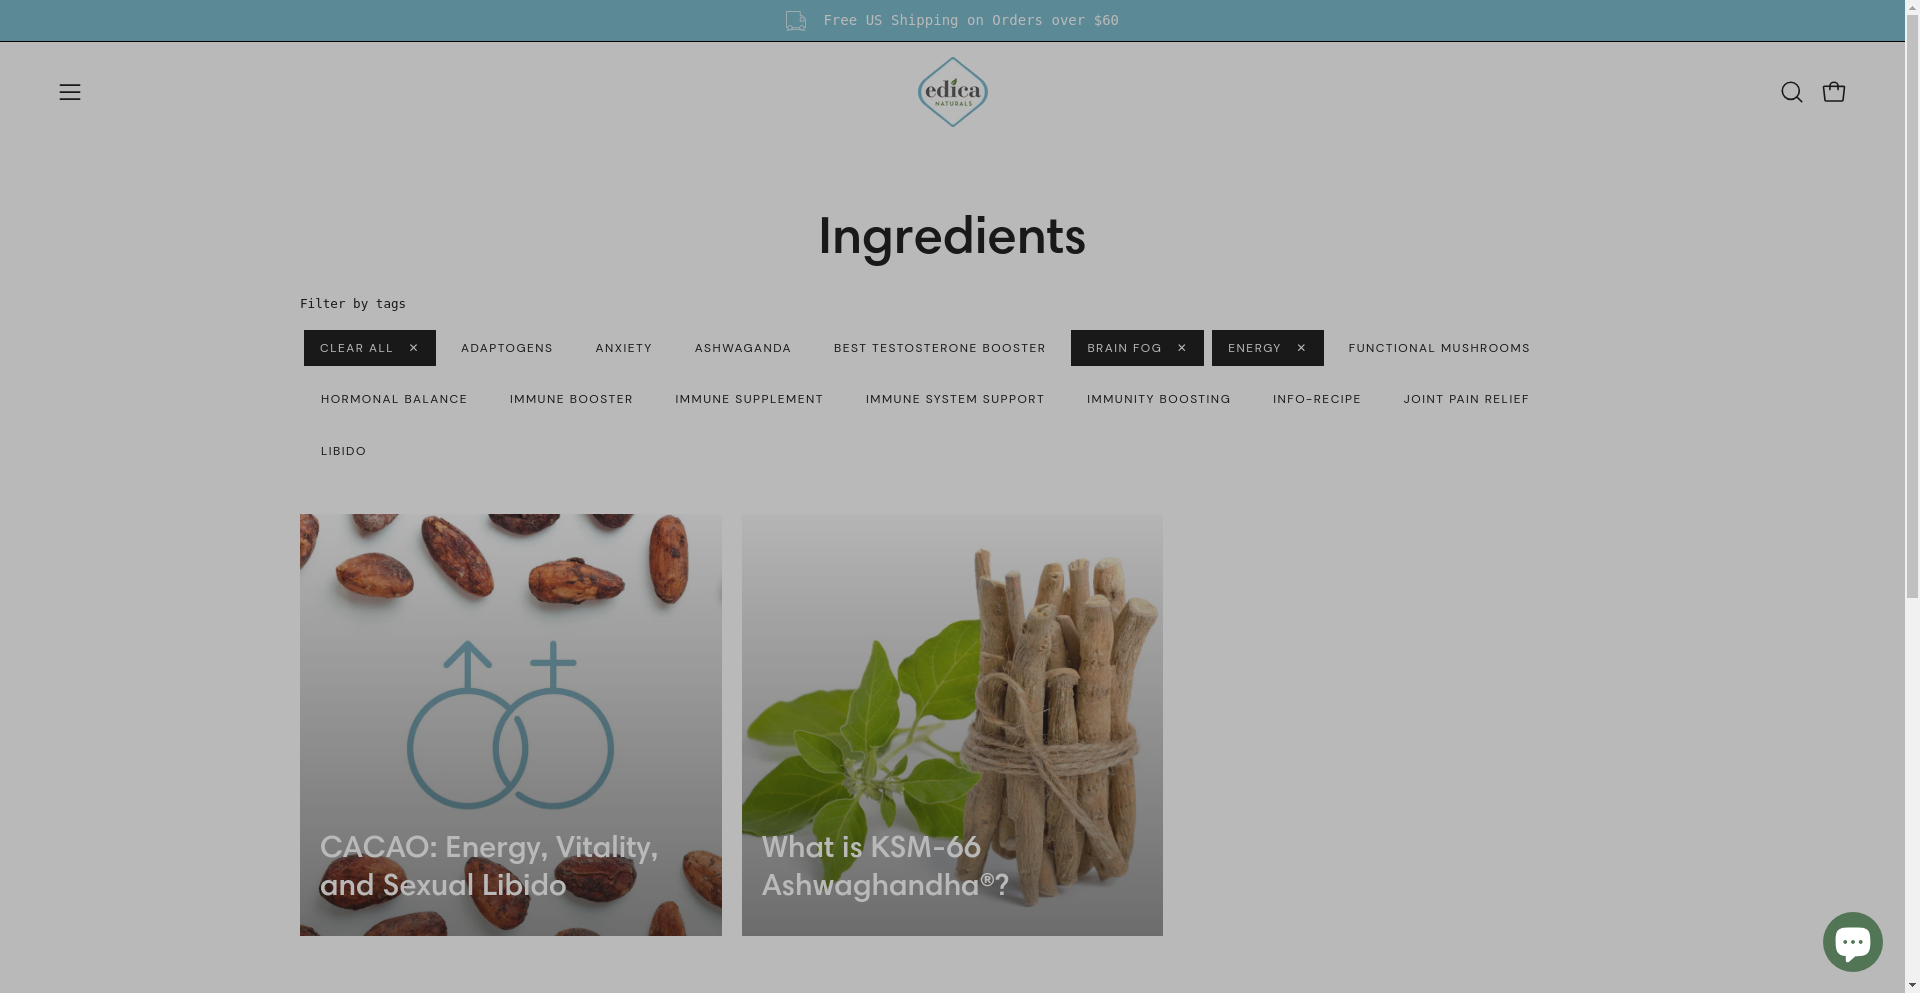 Free US Shipping on Orders over $60
edica
NATURALS
Ingredients
Filter by tags
CLEAR ALL ✕ ADAPTOGENS ANXIETY ASHWAGANDA BEST TESTOSTERONE BOOSTER BRAIN FOG ✕ ENERGY ✕ FUNCTIONAL MUSHROOMS
HORMONAL BALANCE IMMUNE BOOSTER IMMUNE SUPPLEMENT IMMUNE SYSTEM SUPPORT IMMUNITY BOOSTING INFO-RECIPE JOINT PAIN RELIEF
LIBIDO
CACAO: Energy, Vitality,
and Sexual Libido
What is KSM-66
Ashwaghandha®?